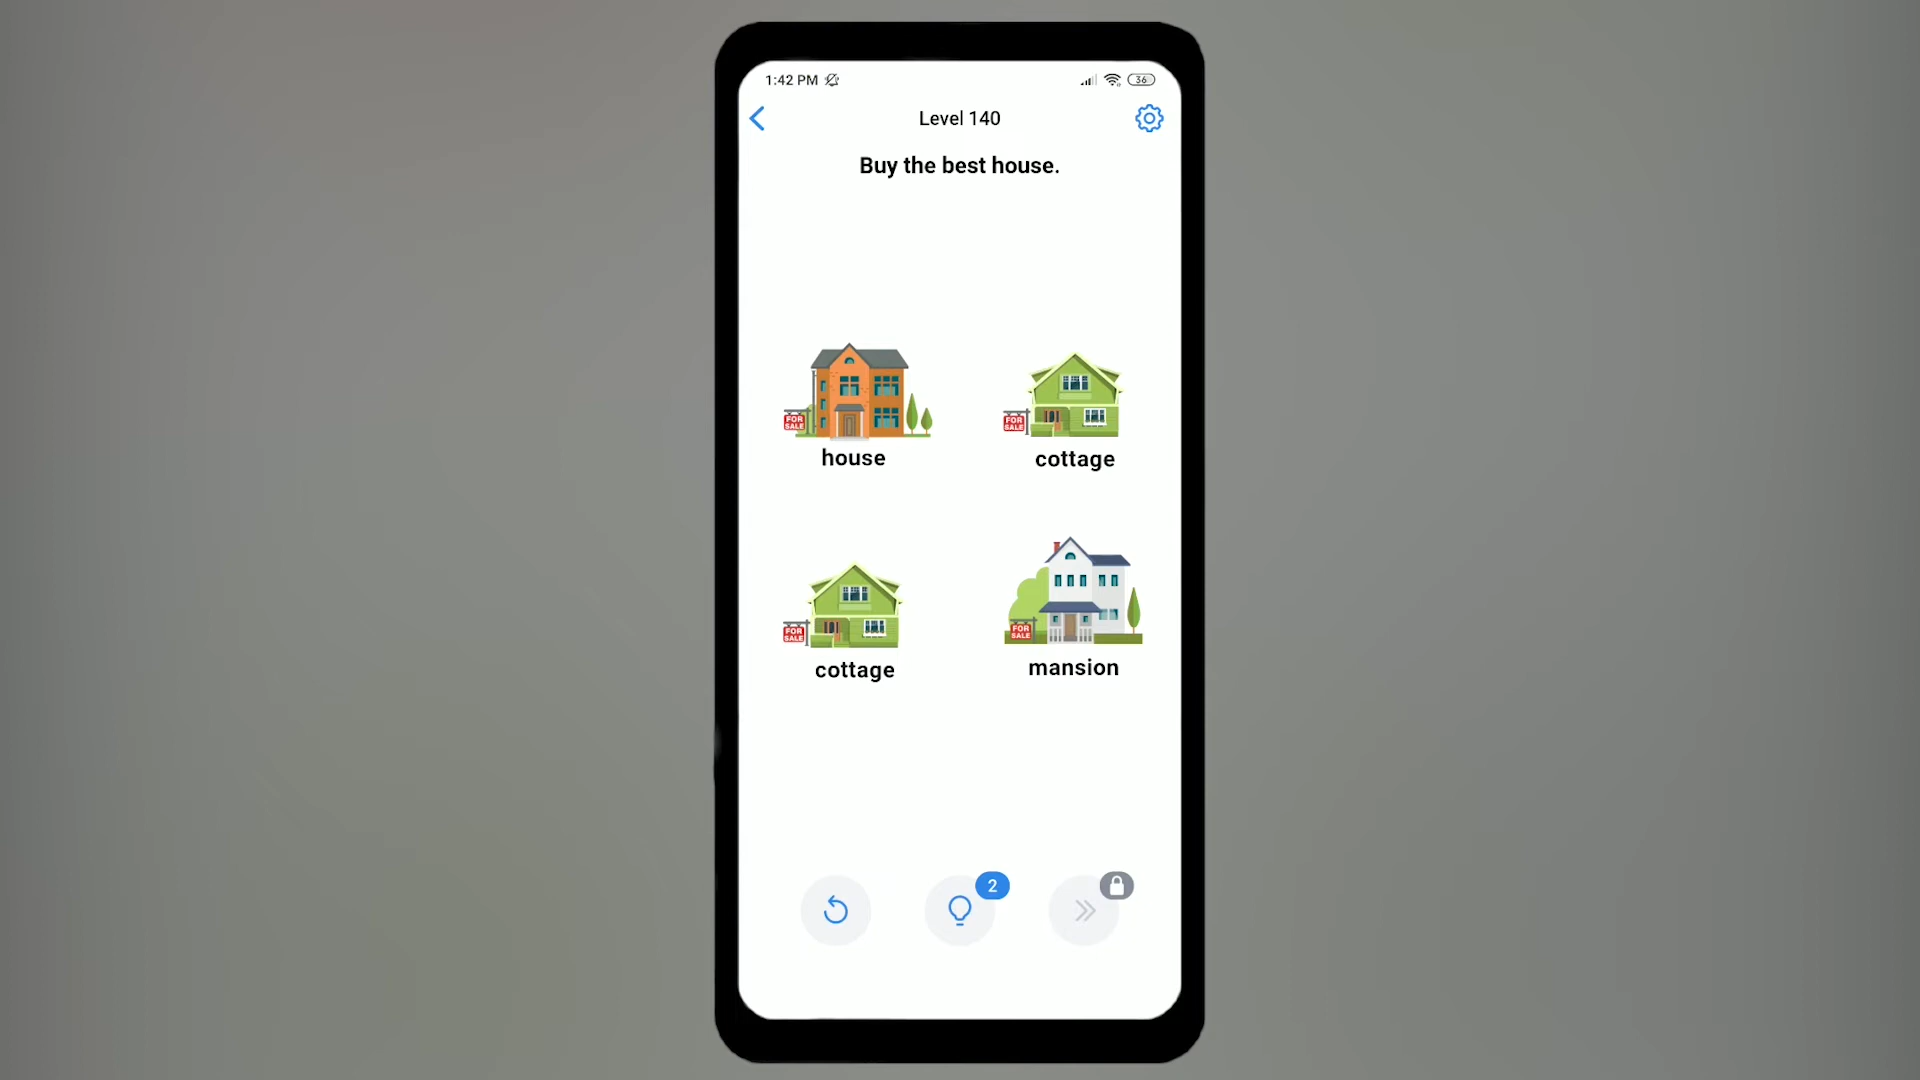 1:42 PM
36
Level 140
Buy the best house.
FOR
SALE
house
FOR
SALE
cottage
FOR
SALE
cottage
FOR
SALE
mansion
2